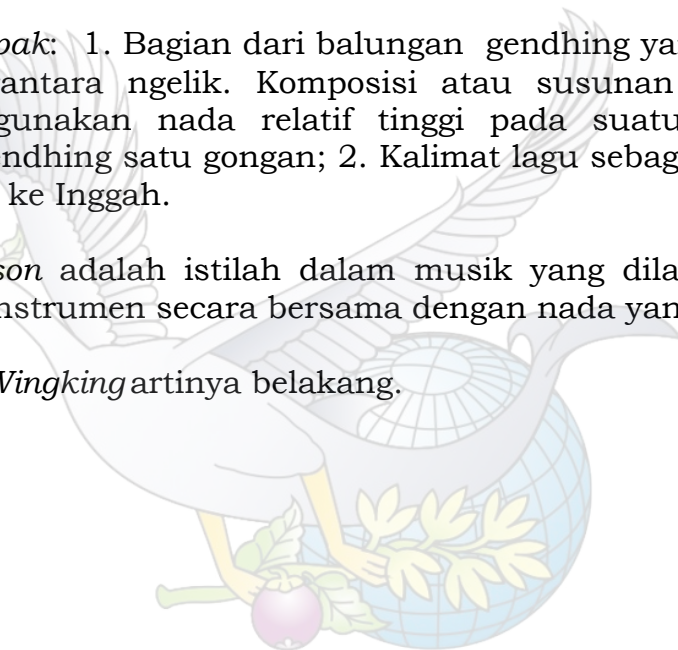 pak: 1. Bagian dari balungan gendhing ya
antara ngelik. Komposisi atau susunan
gunakan nada relatif tinggi pada suatu
endhing satu gongan; 2. Kalimat lagu sebag
ke Inggah.
son adalah istilah dalam musik yang dila
nstrumen secara bersama dengan nada yan
Wingking artinya belakang.